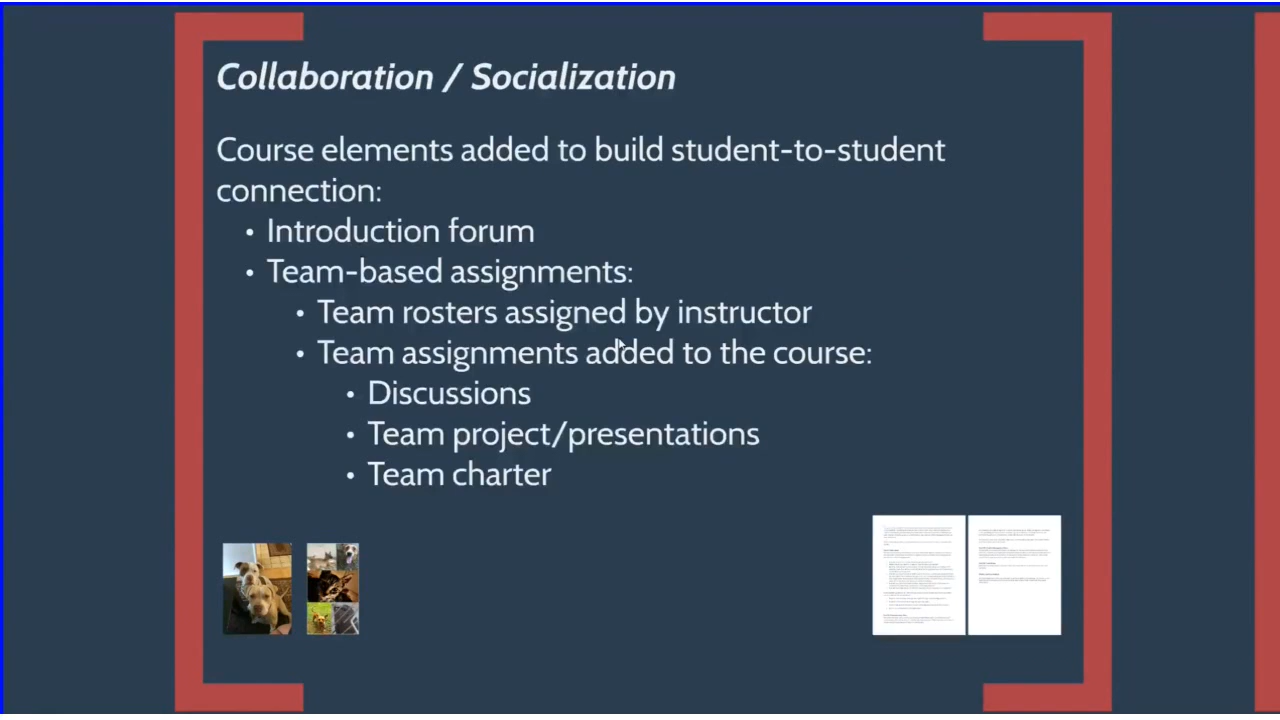 Collaboration / Socialization
Course elements added to build student-to-student
connection:
• Introduction forum
• Team-based assignments:
• Team rosters assigned by instructor
• Team assignments added to the course:
• Discussions
• Team project/presentations
• Team charter